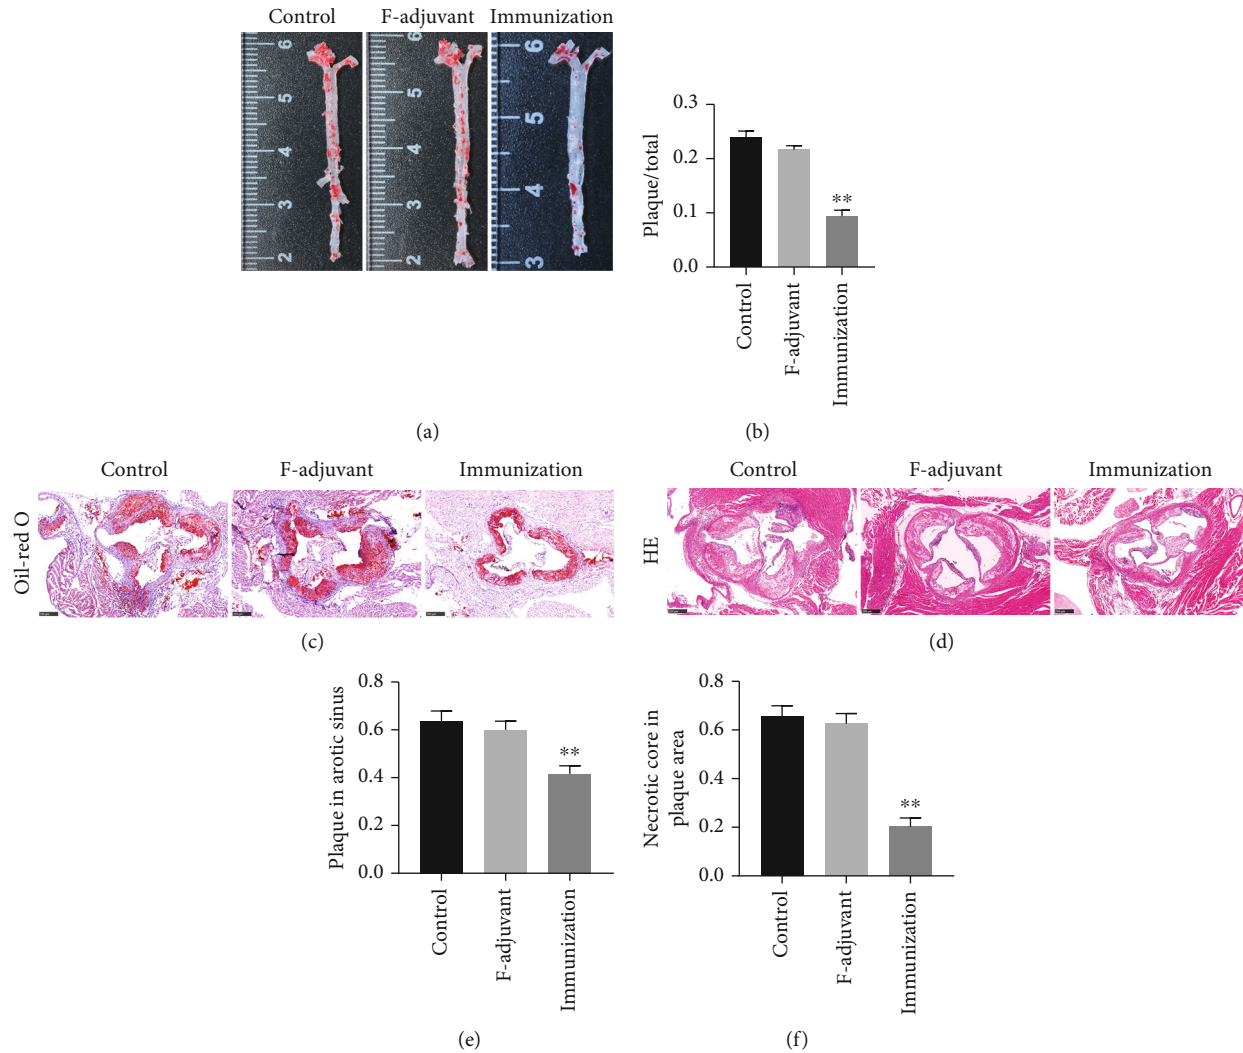 Control F-adjuvant Immunization
6 5 4 3 2
6 5 4 3 2
6 5 4 3
Plaque/total
0.3
0.2
0.1
0.0
**
Control
F-adjuvant
Immunization
(a)
(b)
Control F-adjuvant Immunization
Oil-red O
(c)
Control F-adjuvant Immunization
HE
(d)
Plaque in arotic sinus
0.8
0.6
0.4
0.2
0.0
**
Control
F-adjuvant
Immunization
(e)
Necrotic core in
plaque area
0.8
0.6
0.4
0.2
0.0
**
Control
F-adjuvant
Immunization
(f)